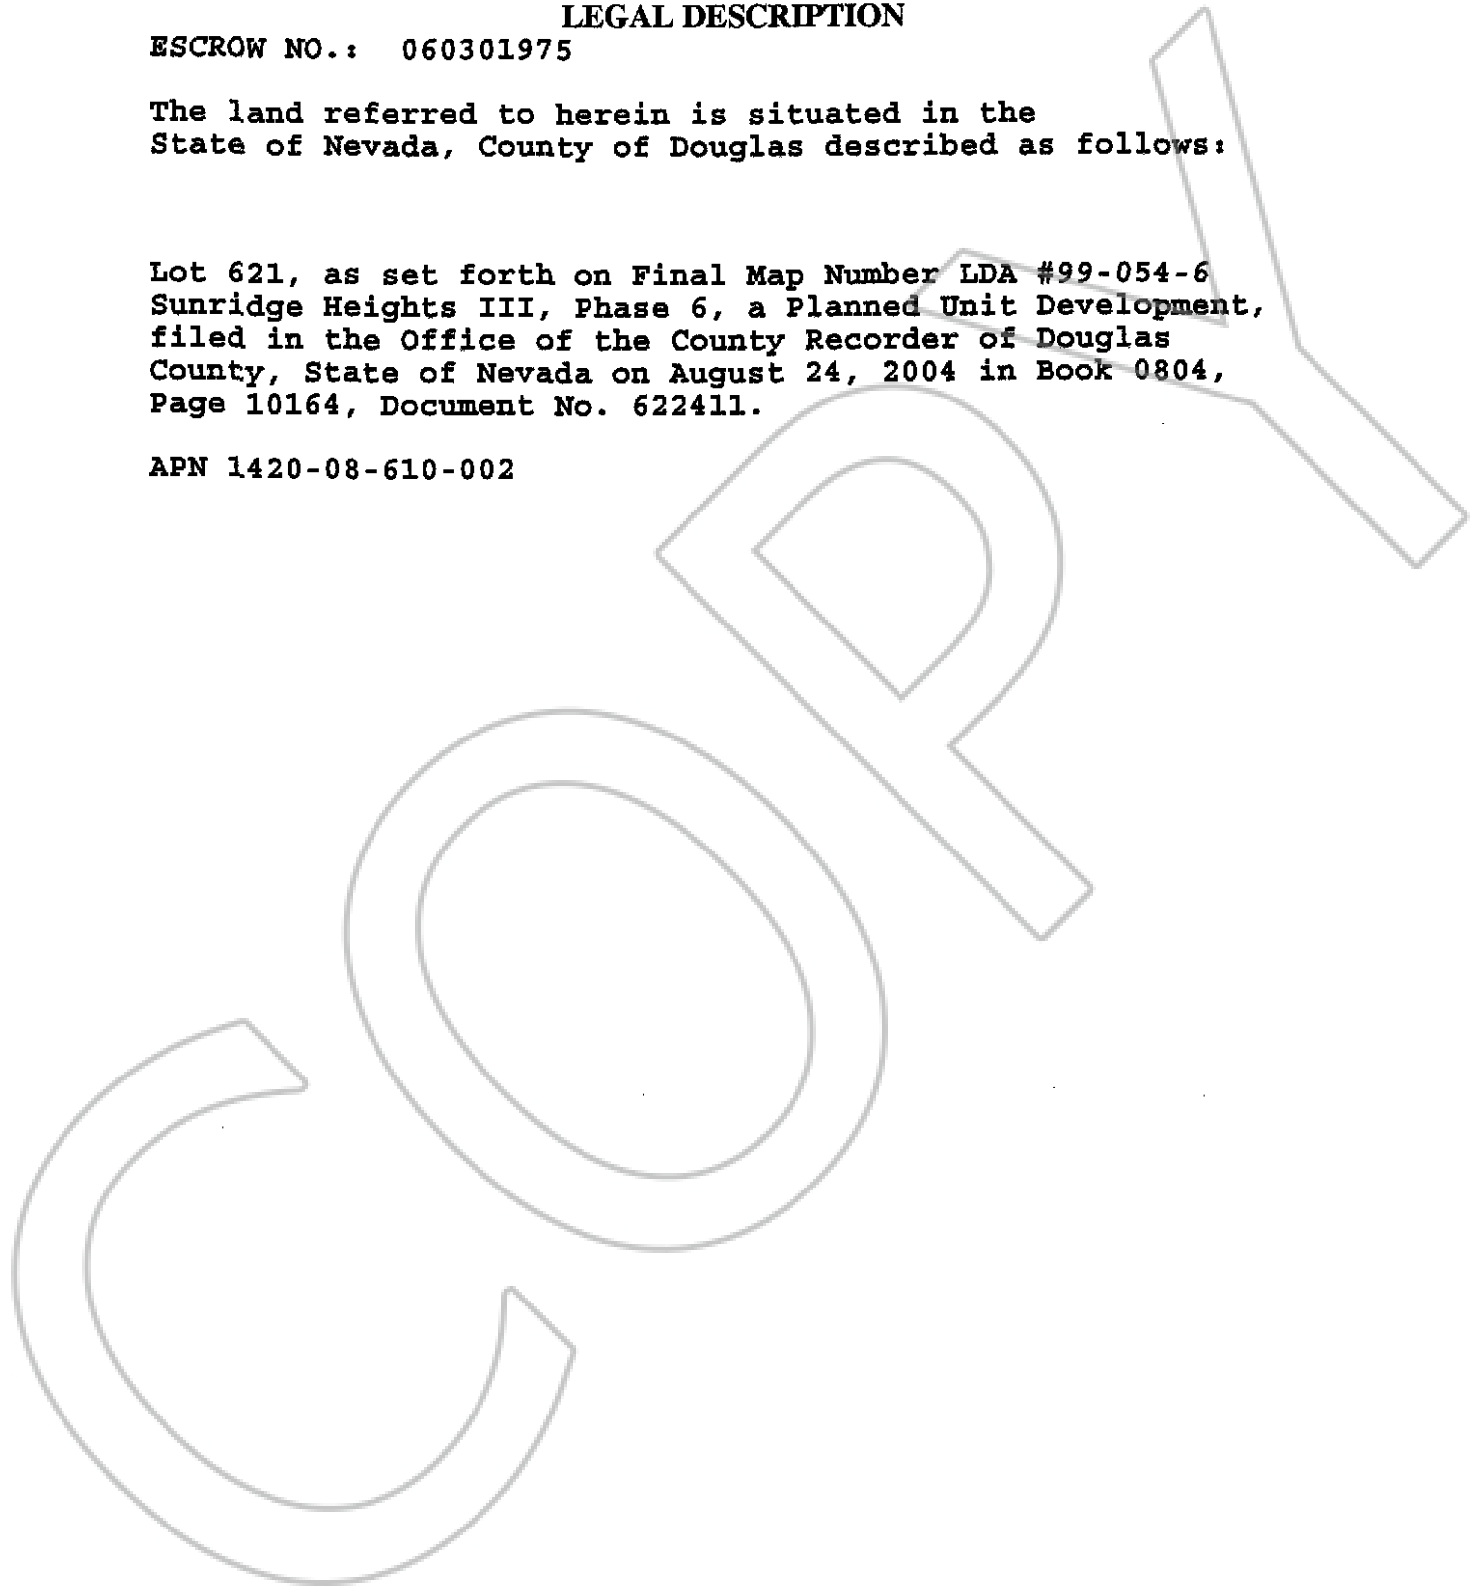 LEGAL DESCRIPTION
ESCROW NO.: 060301975
The land referred to herein is situated in the
State of Nevada, County of Douglas described as follows:
Lot 621, as set forth on Final Map Number LDA #99-054-6
Sunridge Heights III, Phase 6, a Planned Unit Development,
filed in the Office of the County Recorder of Douglas
County, State of Nevada on August 24, 2004 in Book 0804,
Page 10164, Document No. 622411.
APN 1420-08-610-002
COPY